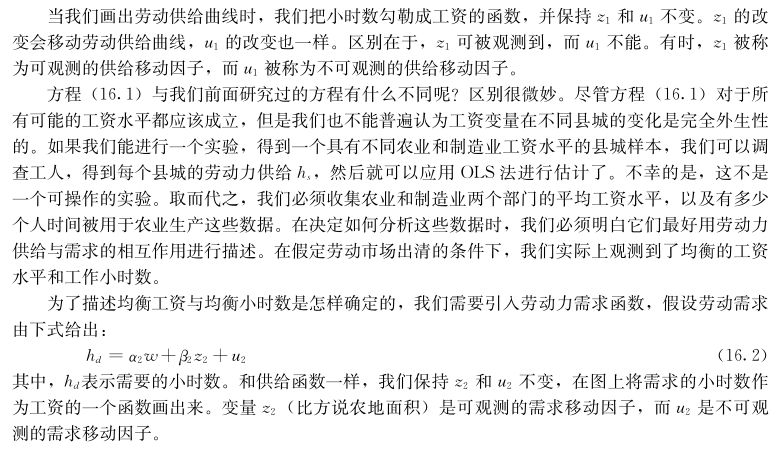 当我们画出劳动供给曲线时，我们把小时数勾勒成工资的函数，并保持 z₁ 和 u₁ 不变。z₁ 的改
变会移动劳动供给曲线，u₁ 的改变也一样。区别在于，z₁ 可被观测到，而 u₁ 不能。有时，z₁ 被称
为可观测的供给移动因子，而 u₁ 被称为不可观测的供给移动因子。
方程（16.1）与我们前面研究过的方程有什么不同呢？区别很微妙。尽管方程（16.1）对于所
有可能的工资水平都应该成立，但是我们也不能普遍认为工资变量在不同县城的变化是完全外生性
的。如果我们能进行一个实验，得到一个具有不同农业和制造业工资水平的县城样本，我们可以调
查工人，得到每个县城的劳动力供给 hₛ，然后就可以应用 OLS 法进行估计了。不幸的是，这不是
一个可操作的实验。取而代之，我们必须收集农业和制造业两个部门的平均工资水平，以及有多少
个人时间被用于农业生产这些数据。在决定如何分析这些数据时，我们必须明白它们最好用劳动力
供给与需求的相互作用进行描述。在假定劳动市场出清的条件下，我们实际上观测到了均衡的工资
水平和工作小时数。
为了描述均衡工资与均衡小时数是怎样确定的，我们需要引入劳动力需求函数，假设劳动需求
由下式给出：
h_d = α₂w+β₂z₂+u₂ （16.2）
其中，h_d表示需要的小时数。和供给函数一样，我们保持 z₂ 和 u₂ 不变，在图上将需求的小时数作
为工资的一个函数画出来。变量 z₂（比方说农地面积）是可观测的需求移动因子，而 u₂ 是不可观
测的需求移动因子。